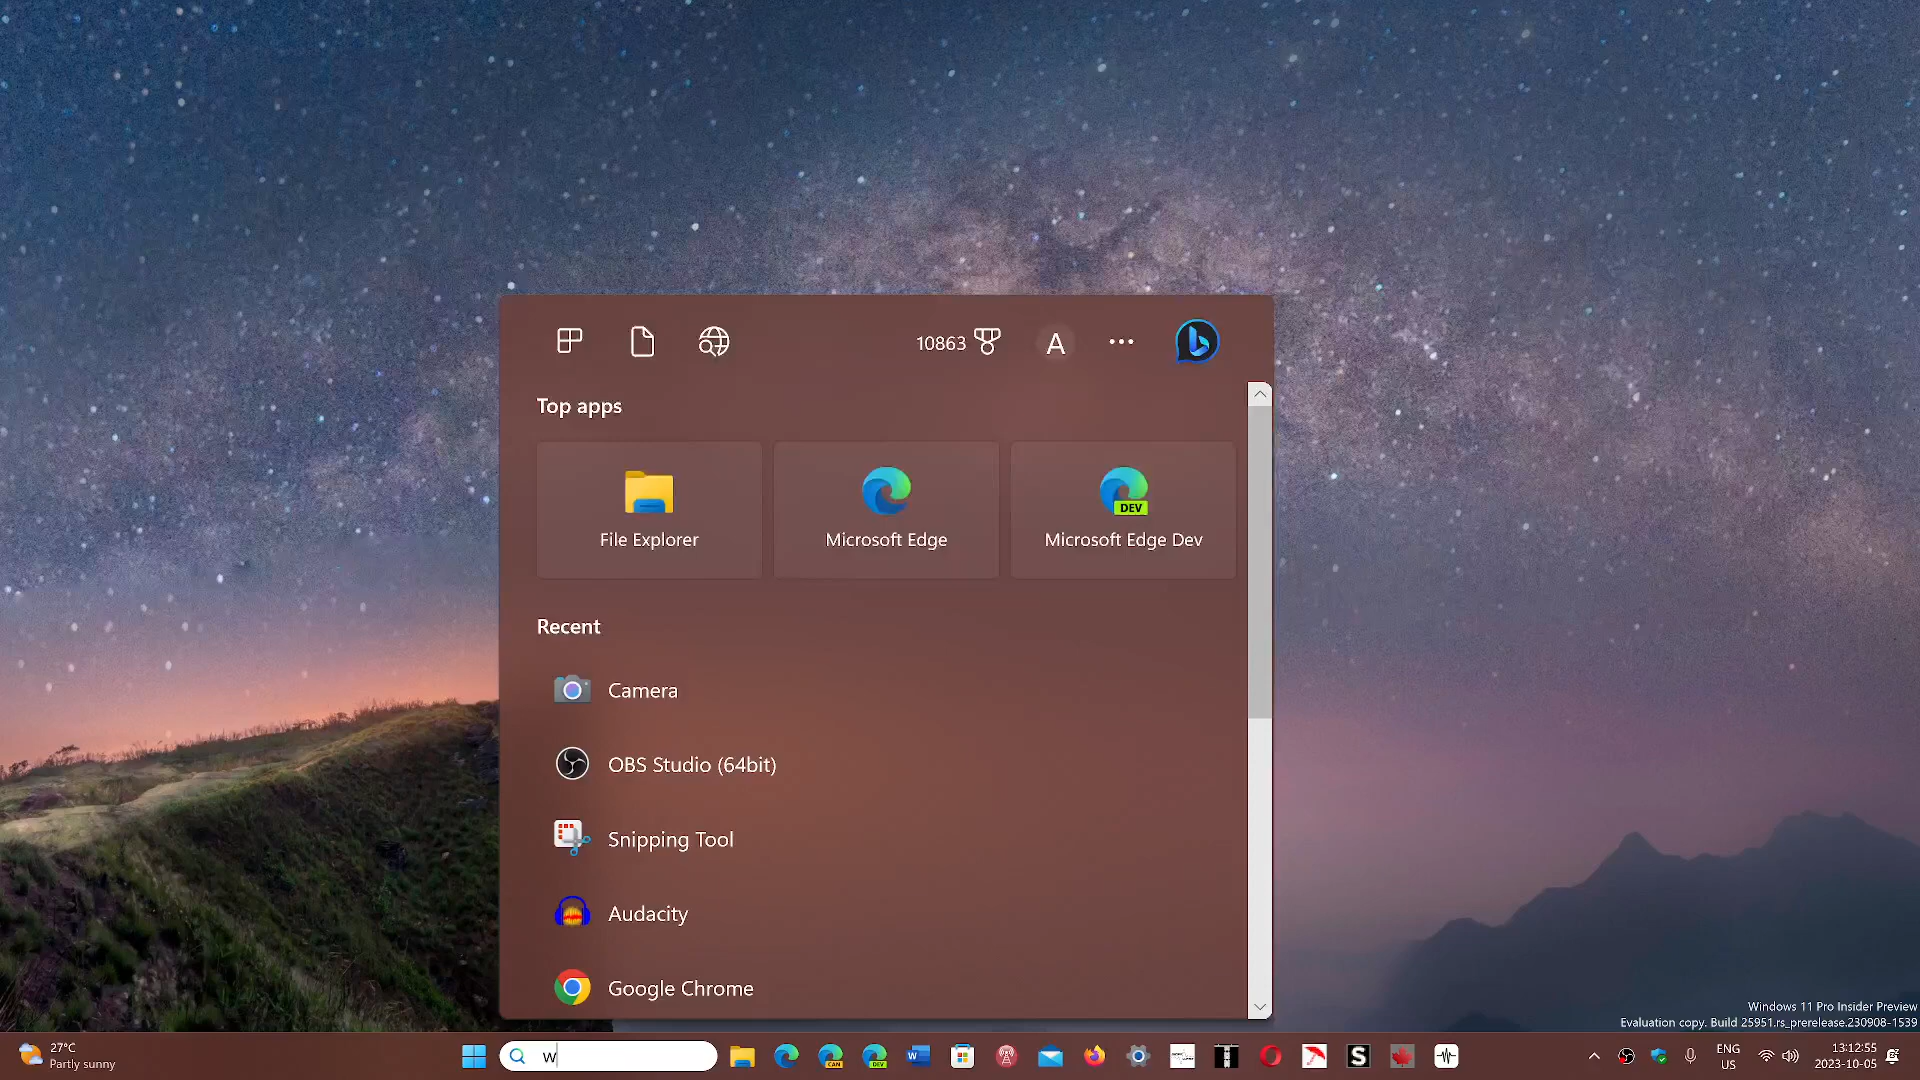 10863
A
Top apps
DEV
File Explorer
Microsoft Edge
Microsoft Edge Dev
Recent
Camera
OBS Studio (64bit)
Snipping Tool
Audacity
Google Chrome
Windows 11 Pro Insider Preview
Evaluation copy. Build 25951.rs_prerelease.230908-1539
27°C
Partly sunny
w
CAN
DEV
W
S
ENG
US
13:12:55
2023-10-05